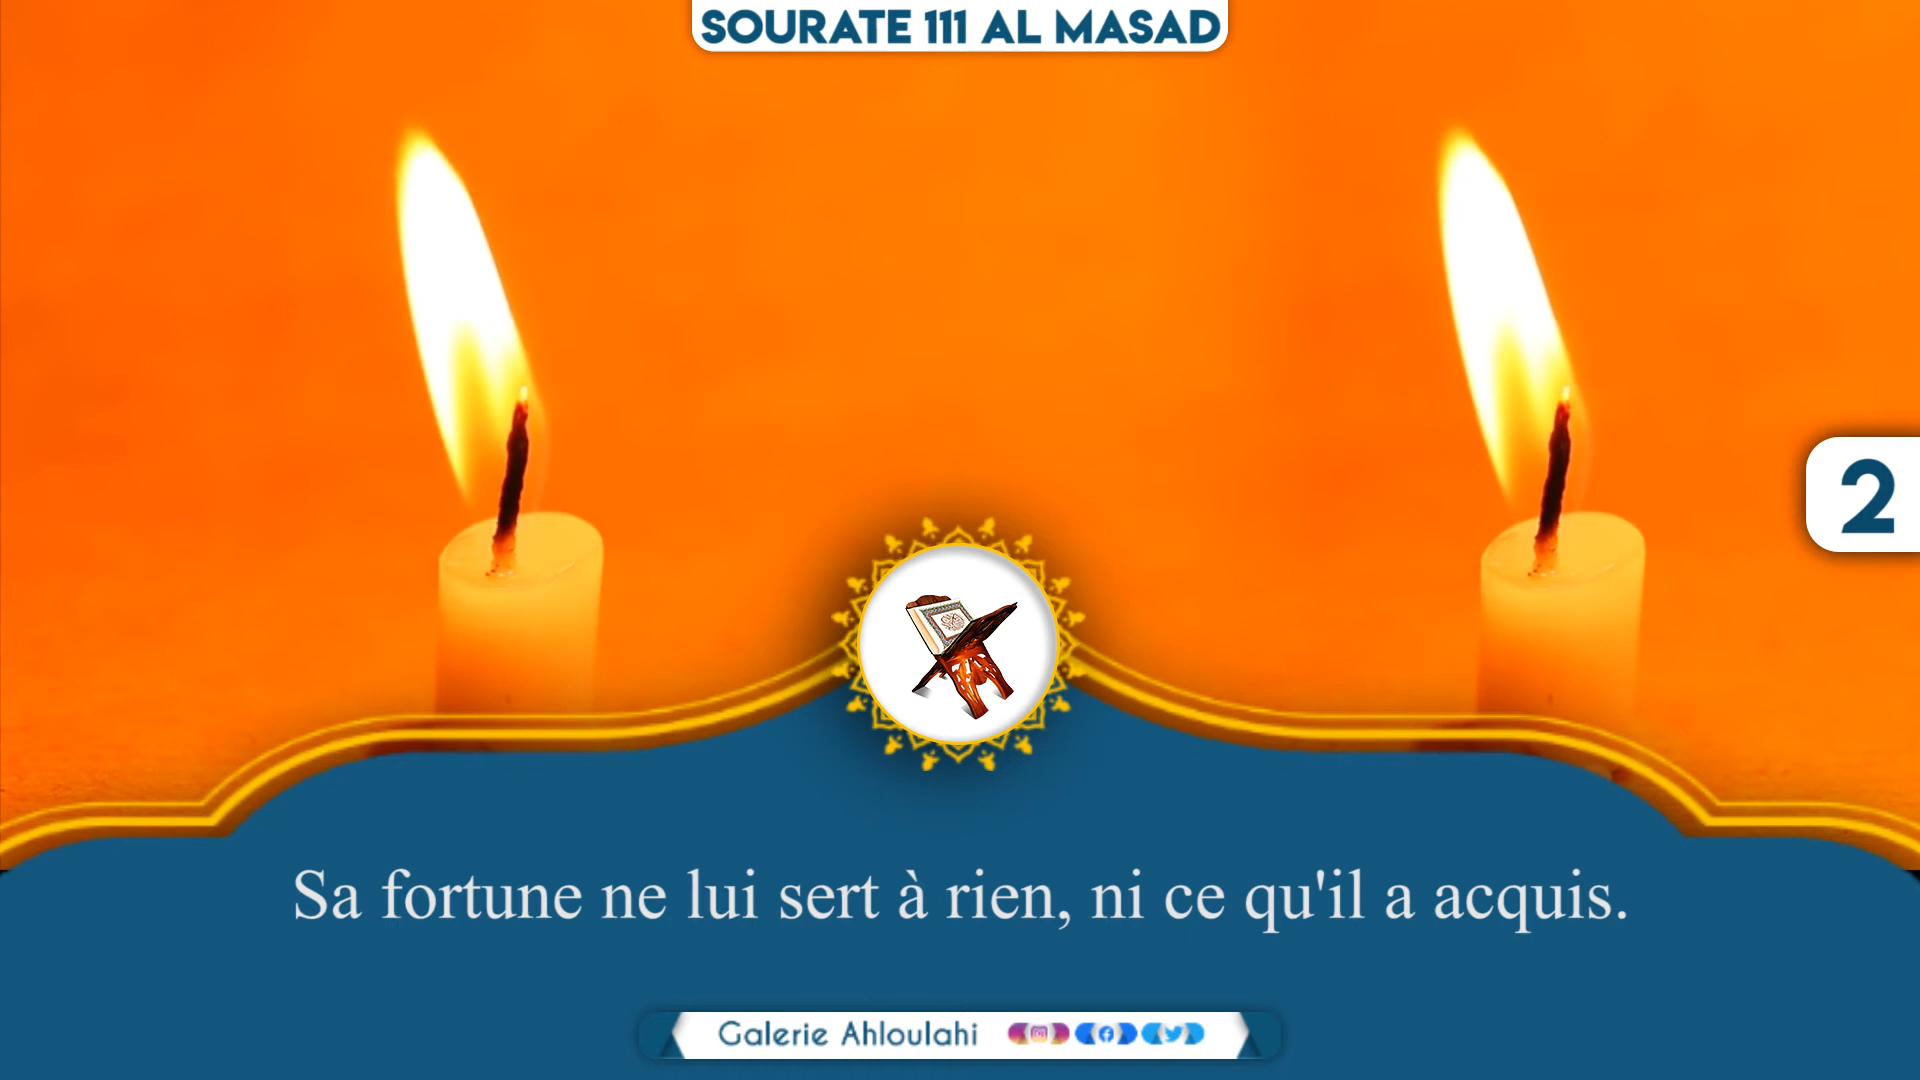 SOURATE 111 AL MASAD
2
Sa fortune ne lui sert à rien, ni ce qu'il a acquis.
Galerie Ahloulahi